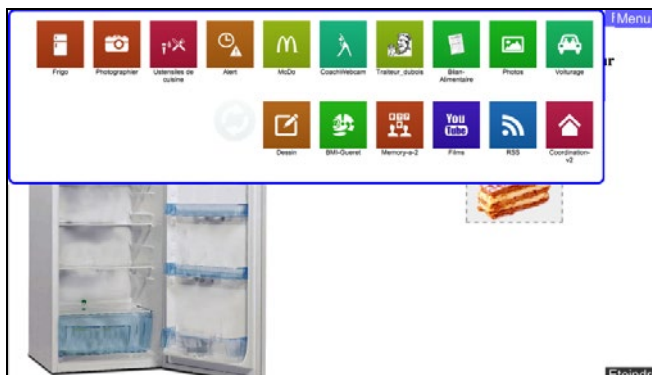 Menu
Frigo
Photographier
Ustensiles de
cuisine
Alert
McDo
CoachWebcam
Traiteur_dubois
Bilan-
Alimentaire
Photos
Voiturage
You
Tube
Dessin
BMI-Gueret
Memory-a-2
Films
RSS
Coordination-
v2